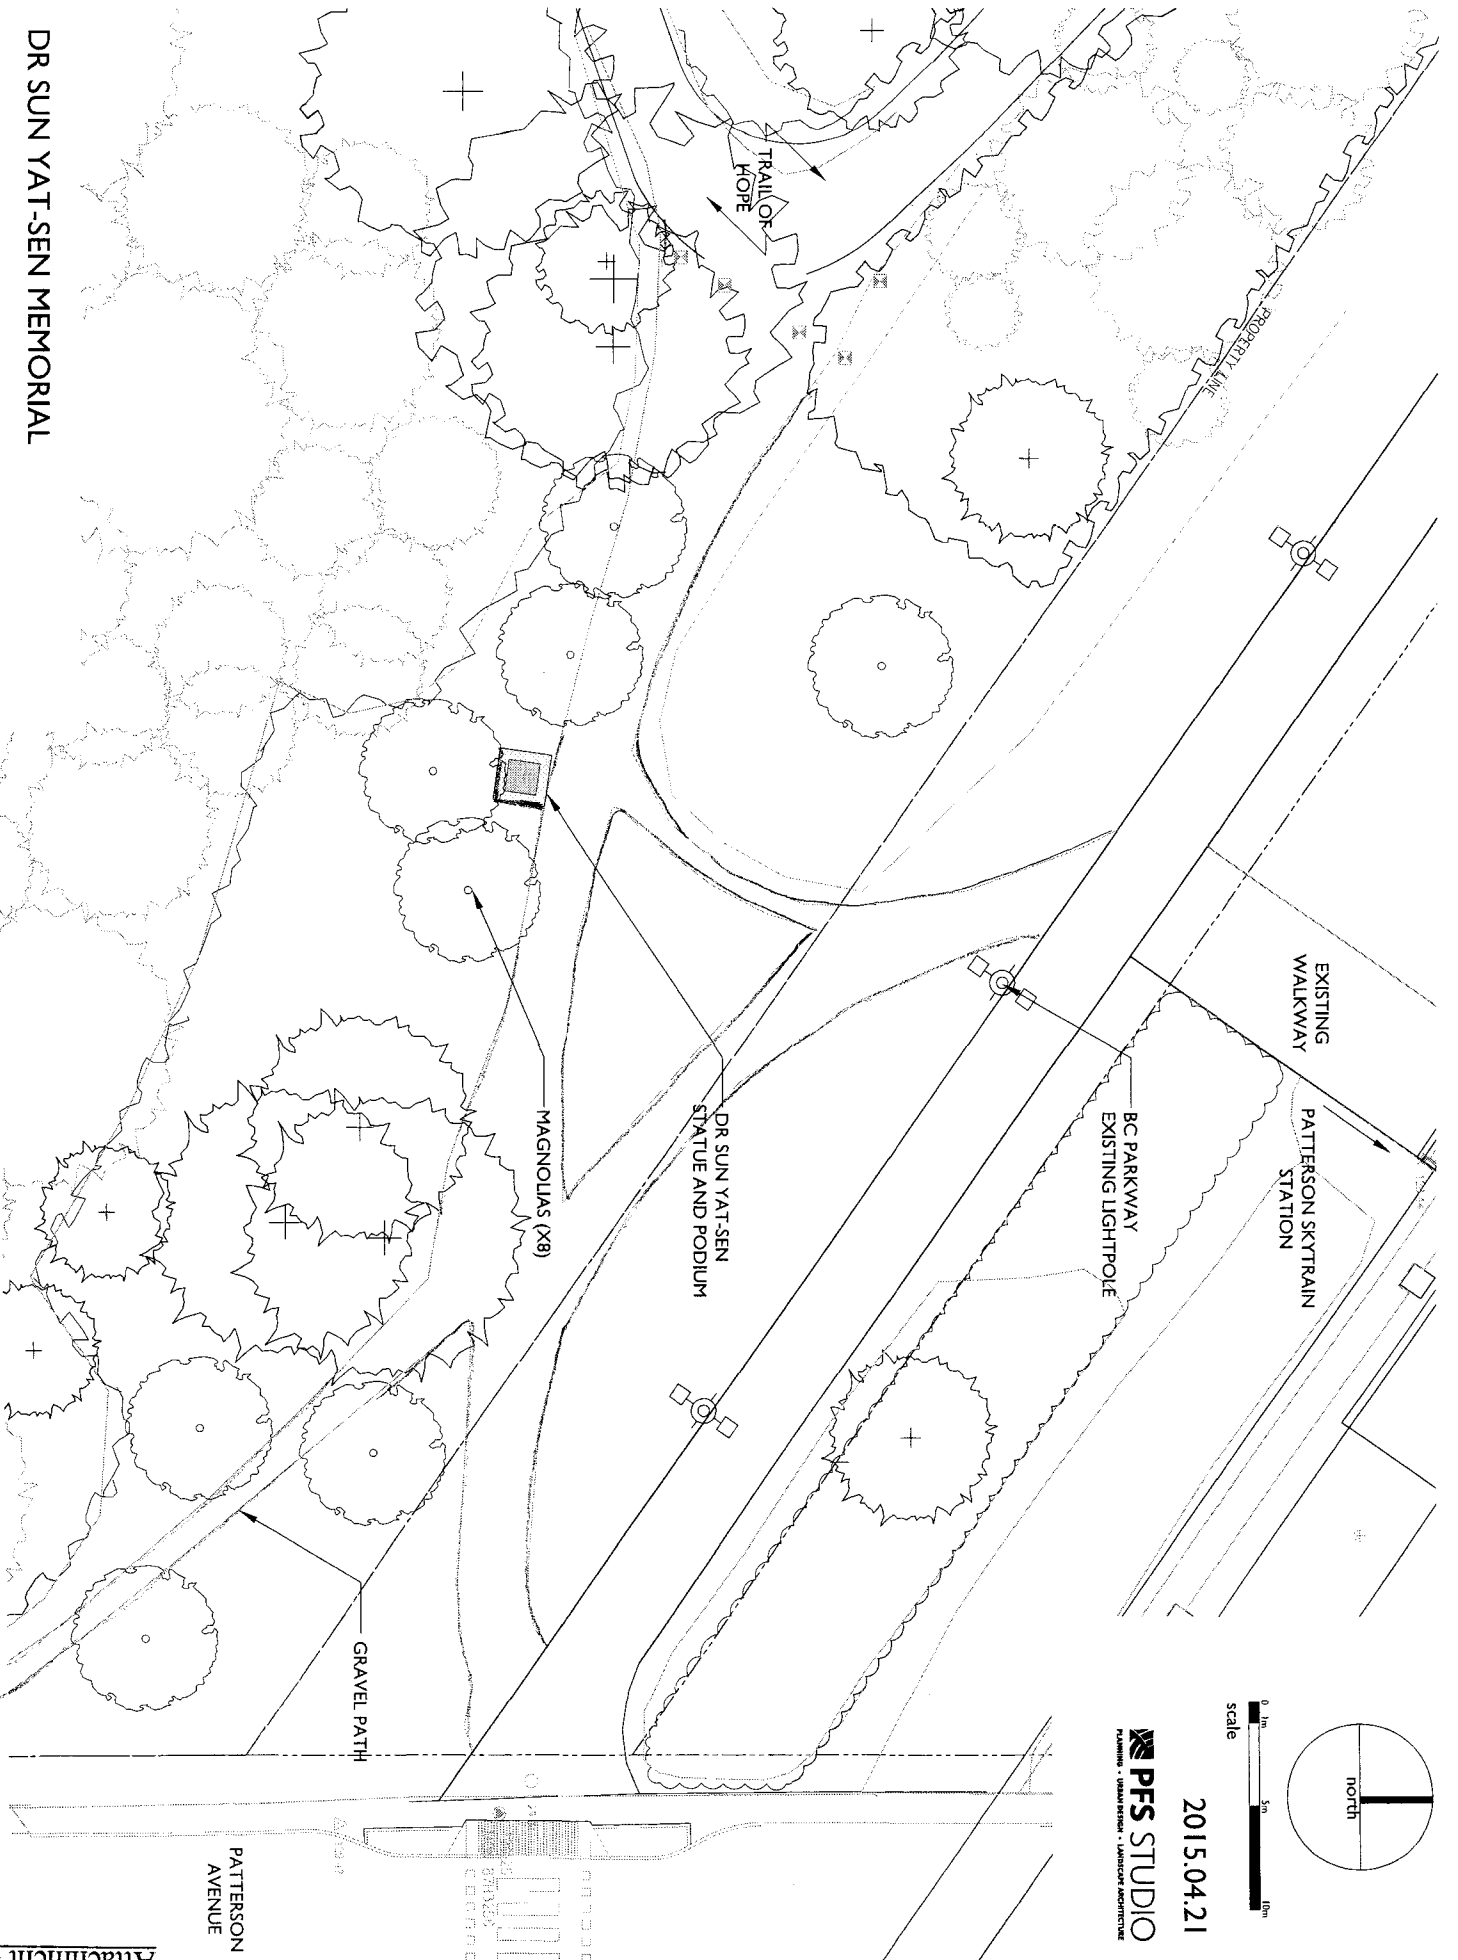 DR SUN YAT-SEN MEMORIAL
TRAIL OF
HOPE
PROPERTY LINE
EXISTING
WALKWAY
PATTERSON SKYTRAIN
STATION
BC PARKWAY
EXISTING LIGHTPOLE
DR SUN YAT-SEN
STATUE AND PODIUM
MAGNOLIAS (X8)
GRAVEL PATH
PATTERSON
AVENUE
north
0 1m 5m 10m
scale
2015.04.21
PFS STUDIO
PLANNING • URBAN DESIGN • LANDSCAPE ARCHITECTURE
Attachment